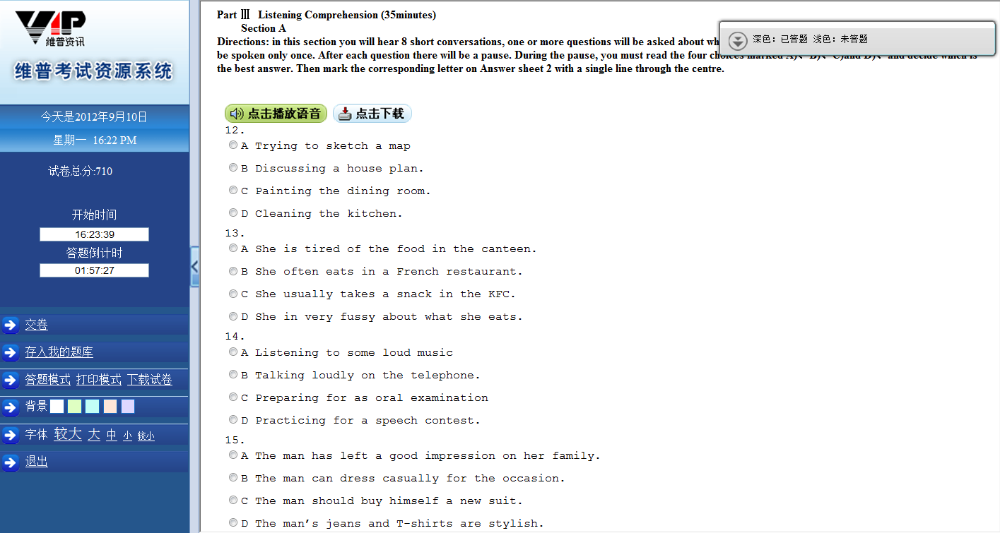 VIP
维普资讯
维普考试资源系统
今天是2012年9月10日
星期一 16:22 PM
试卷总分:710
开始时间
16:23:39
答题倒计时
01:57:27
交卷
存入我的题库
答题模式 打印模式 下载试卷
背景
字体 较大 大 中 小 较小
退出
Part Ⅲ Listening Comprehension (35minutes)
Section A
Directions: in this section you will hear 8 short conversations, one or more questions will be asked about
be spoken only once. After each question there will be a pause. During the pause, you must read the four choices marked A)、B)、C)and D)、and decide which is
the best answer. Then mark the corresponding letter on Answer sheet 2 with a single line through the centre.
深色：已答题 浅色：未答题
点击播放语音 点击下载
12.
A Trying to sketch a map
B Discussing a house plan.
C Painting the dining room.
D Cleaning the kitchen.
13.
A She is tired of the food in the canteen.
B She often eats in a French restaurant.
C She usually takes a snack in the KFC.
D She in very fussy about what she eats.
14.
A Listening to some loud music
B Talking loudly on the telephone.
C Preparing for as oral examination
D Practicing for a speech contest.
15.
A The man has left a good impression on her family.
B The man can dress casually for the occasion.
C The man should buy himself a new suit.
D The man’s jeans and T-shirts are stylish.